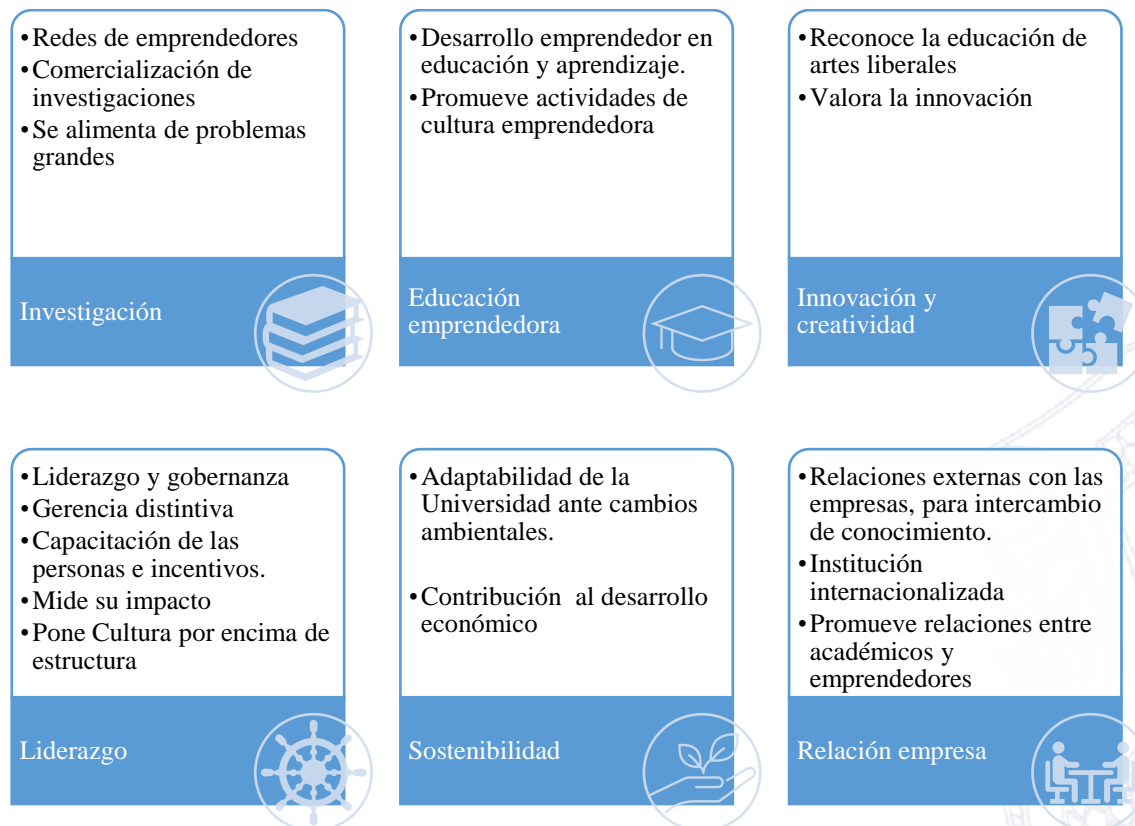 •Redes de emprendedores
•Comercialización de
investigaciones
•Se alimenta de problemas
grandes
Investigación
•Desarrollo emprendedor en
educación y aprendizaje.
•Promueve actividades de
cultura emprendedora
Educación
emprendedora
•Reconoce la educación de
artes liberales
•Valora la innovación
Innovación y
creatividad
•Liderazgo y gobernanza
•Gerencia distintiva
•Capacitación de las
personas e incentivos.
•Mide su impacto
•Pone Cultura por encima de
estructura
Liderazgo
•Adaptabilidad de la
Universidad ante cambios
ambientales.
•Contribución al desarrollo
económico
Sostenibilidad
•Relaciones externas con las
empresas, para intercambio
de conocimiento.
•Institución
internacionalizada
•Promueve relaciones entre
académicos y
emprendedores
Relación empresa